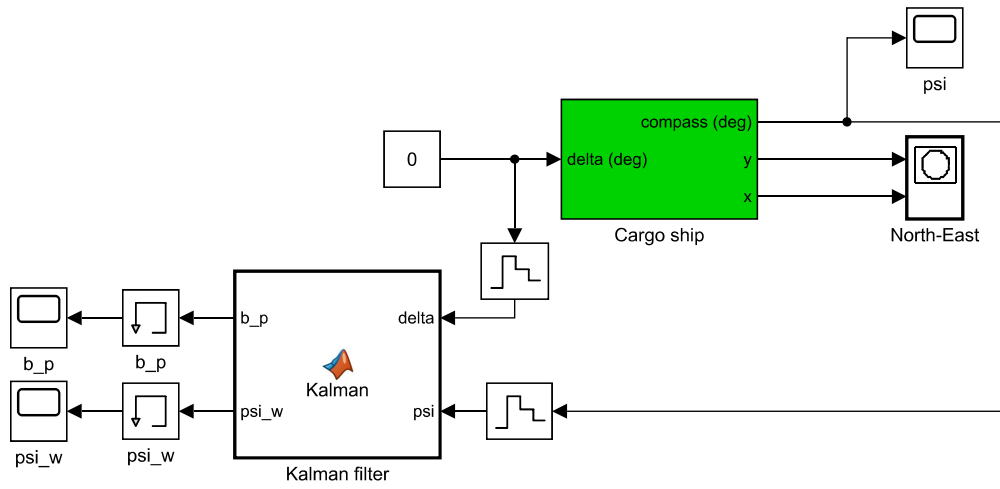 psi
compass (deg)
0
delta (deg)
y
x
Cargo ship
North-East
b_p
delta
b_p
b_p
Kalman
psi_w
psi
psi_w
psi_w
Kalman filter